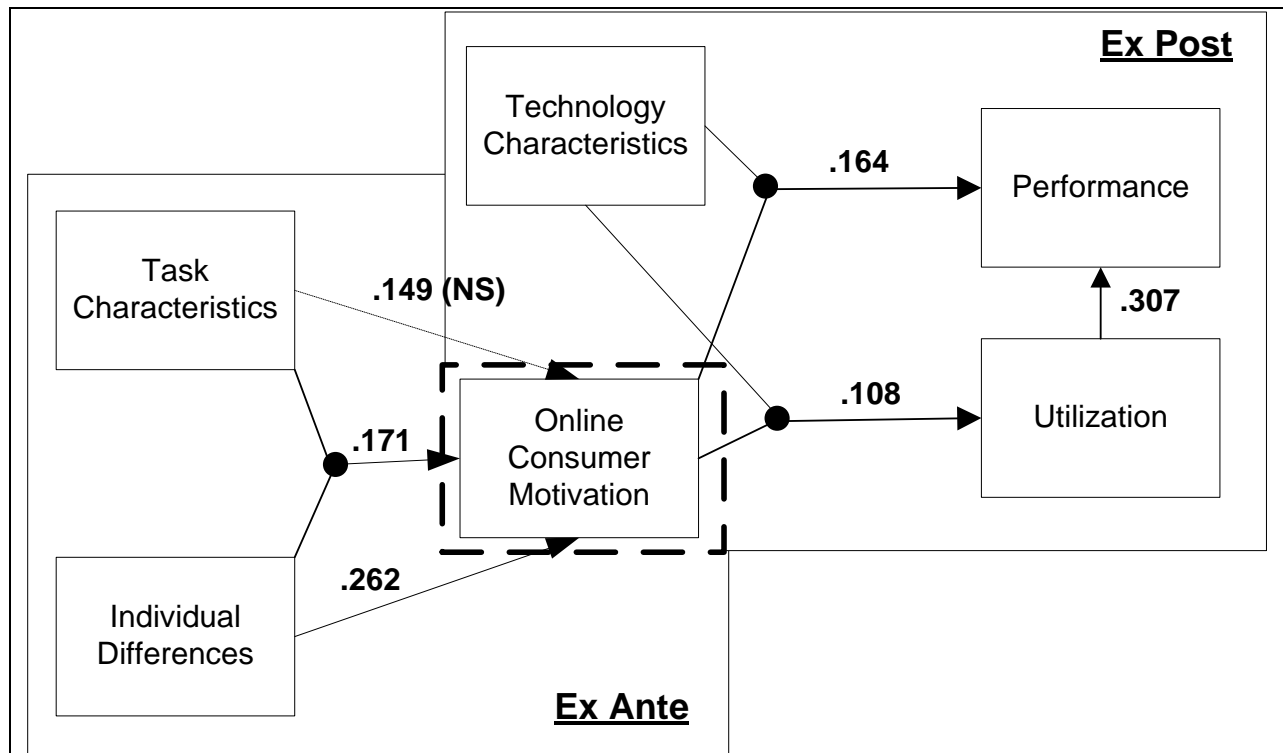 Ex Post
Technology
Characteristics
.164
Performance
Task
Characteristics
.149 (NS)
.307
Online
Consumer
Motivation
.108
Utilization
.171
.262
Individual
Differences
Ex Ante